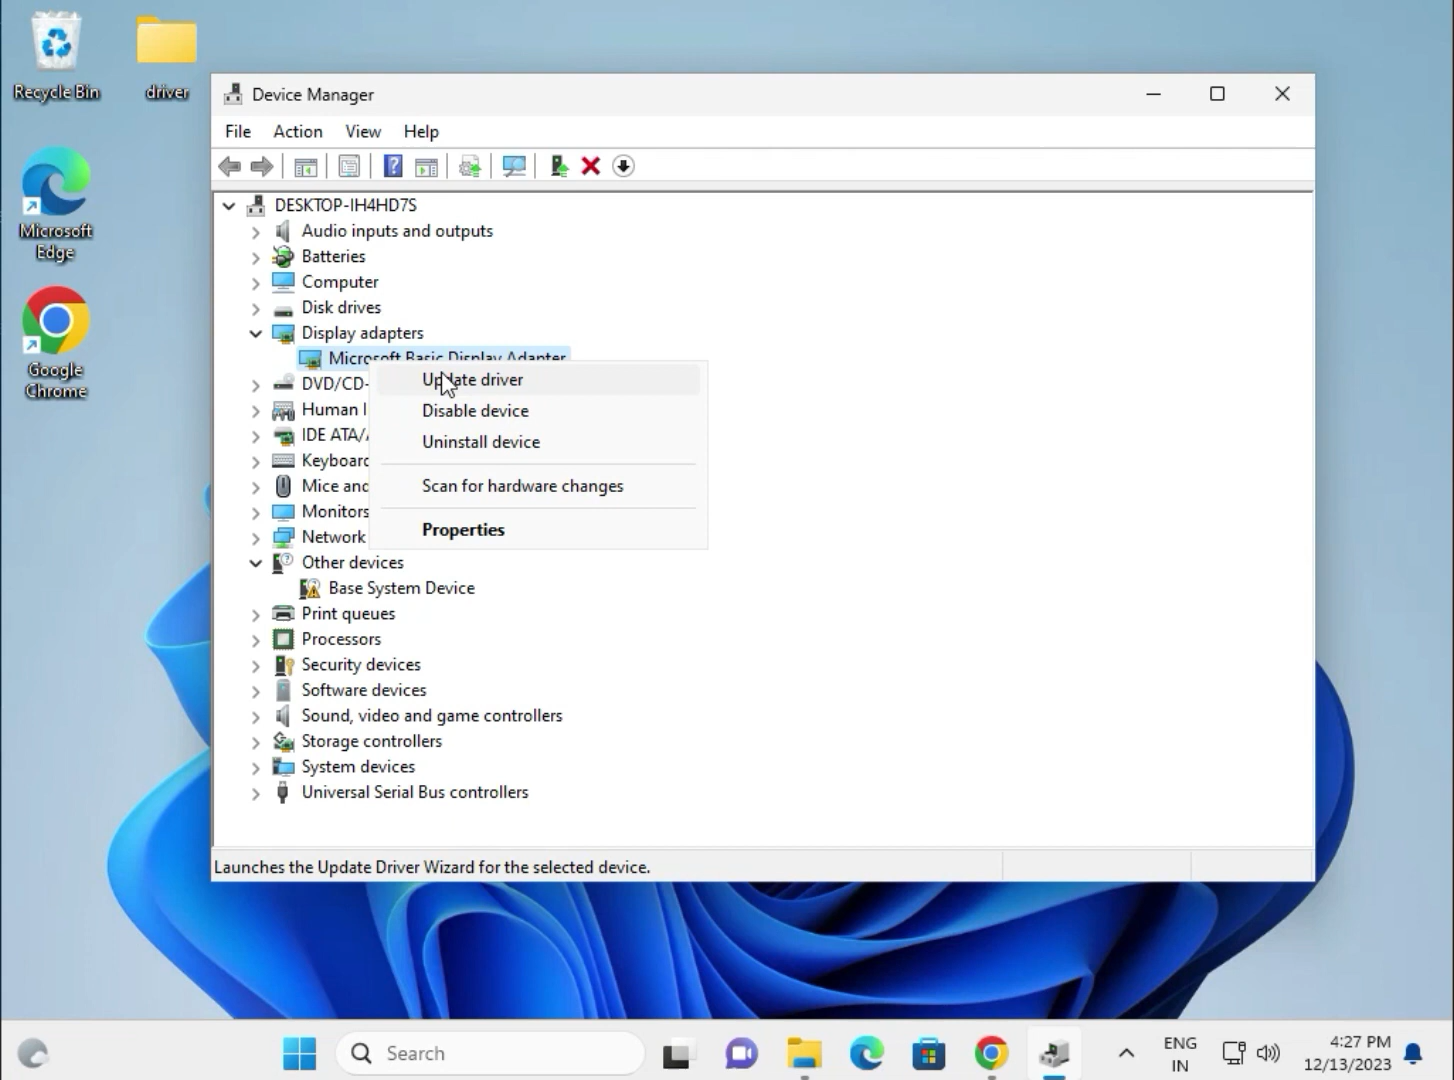 Recycle Bin
driver
Microsoft
Edge
Google
Chrome
Device Manager
File Action View Help
DESKTOP-IH4HD7S
Audio inputs and outputs
Batteries
Computer
Disk drives
Display adapters
Microsoft Basic Display Adapter
DVD/CD-
Human I
IDE ATA/
Keyboard
Mice and
Monitors
Network
Update driver
Disable device
Uninstall device
Scan for hardware changes
Properties
Other devices
Base System Device
Print queues
Processors
Security devices
Software devices
Sound, video and game controllers
Storage controllers
System devices
Universal Serial Bus controllers
Launches the Update Driver Wizard for the selected device.
Search
ENG
IN
4:27 PM
12/13/2023